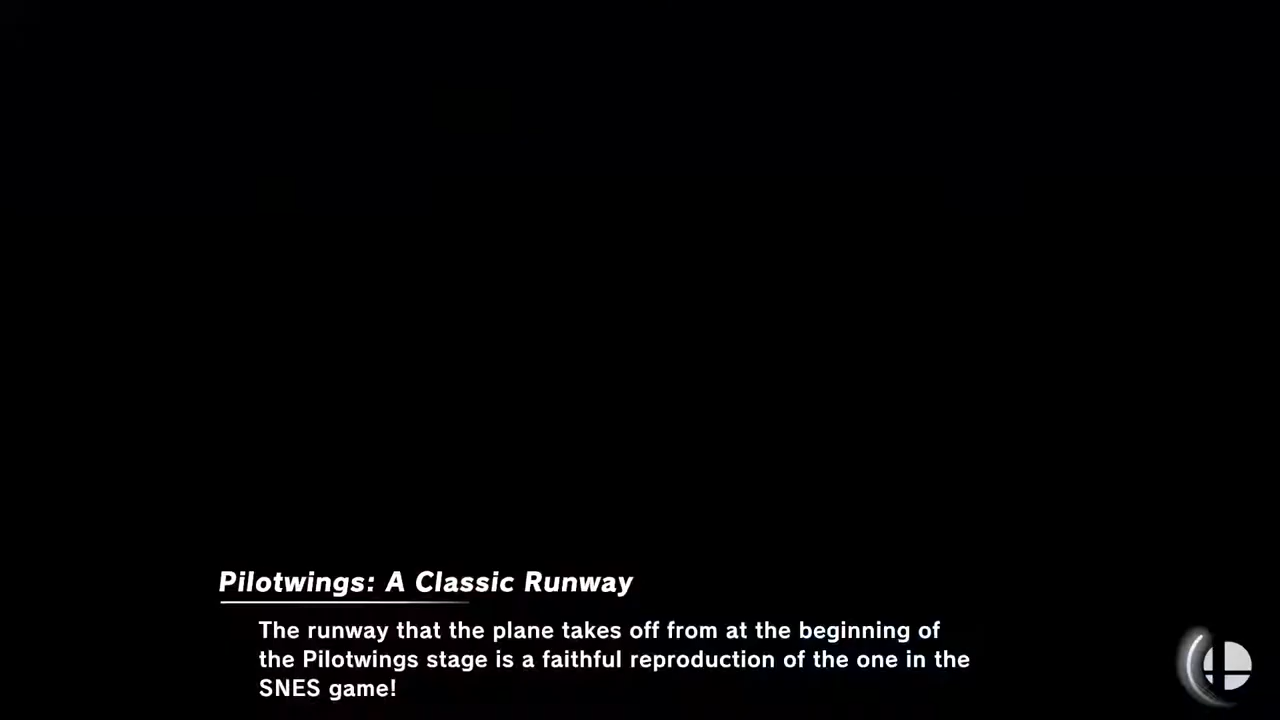 Pilotwings: A Classic Runway
The runway that the plane takes off from at the beginning of
the Pilotwings stage is a faithful reproduction of the one in the
SNES game!